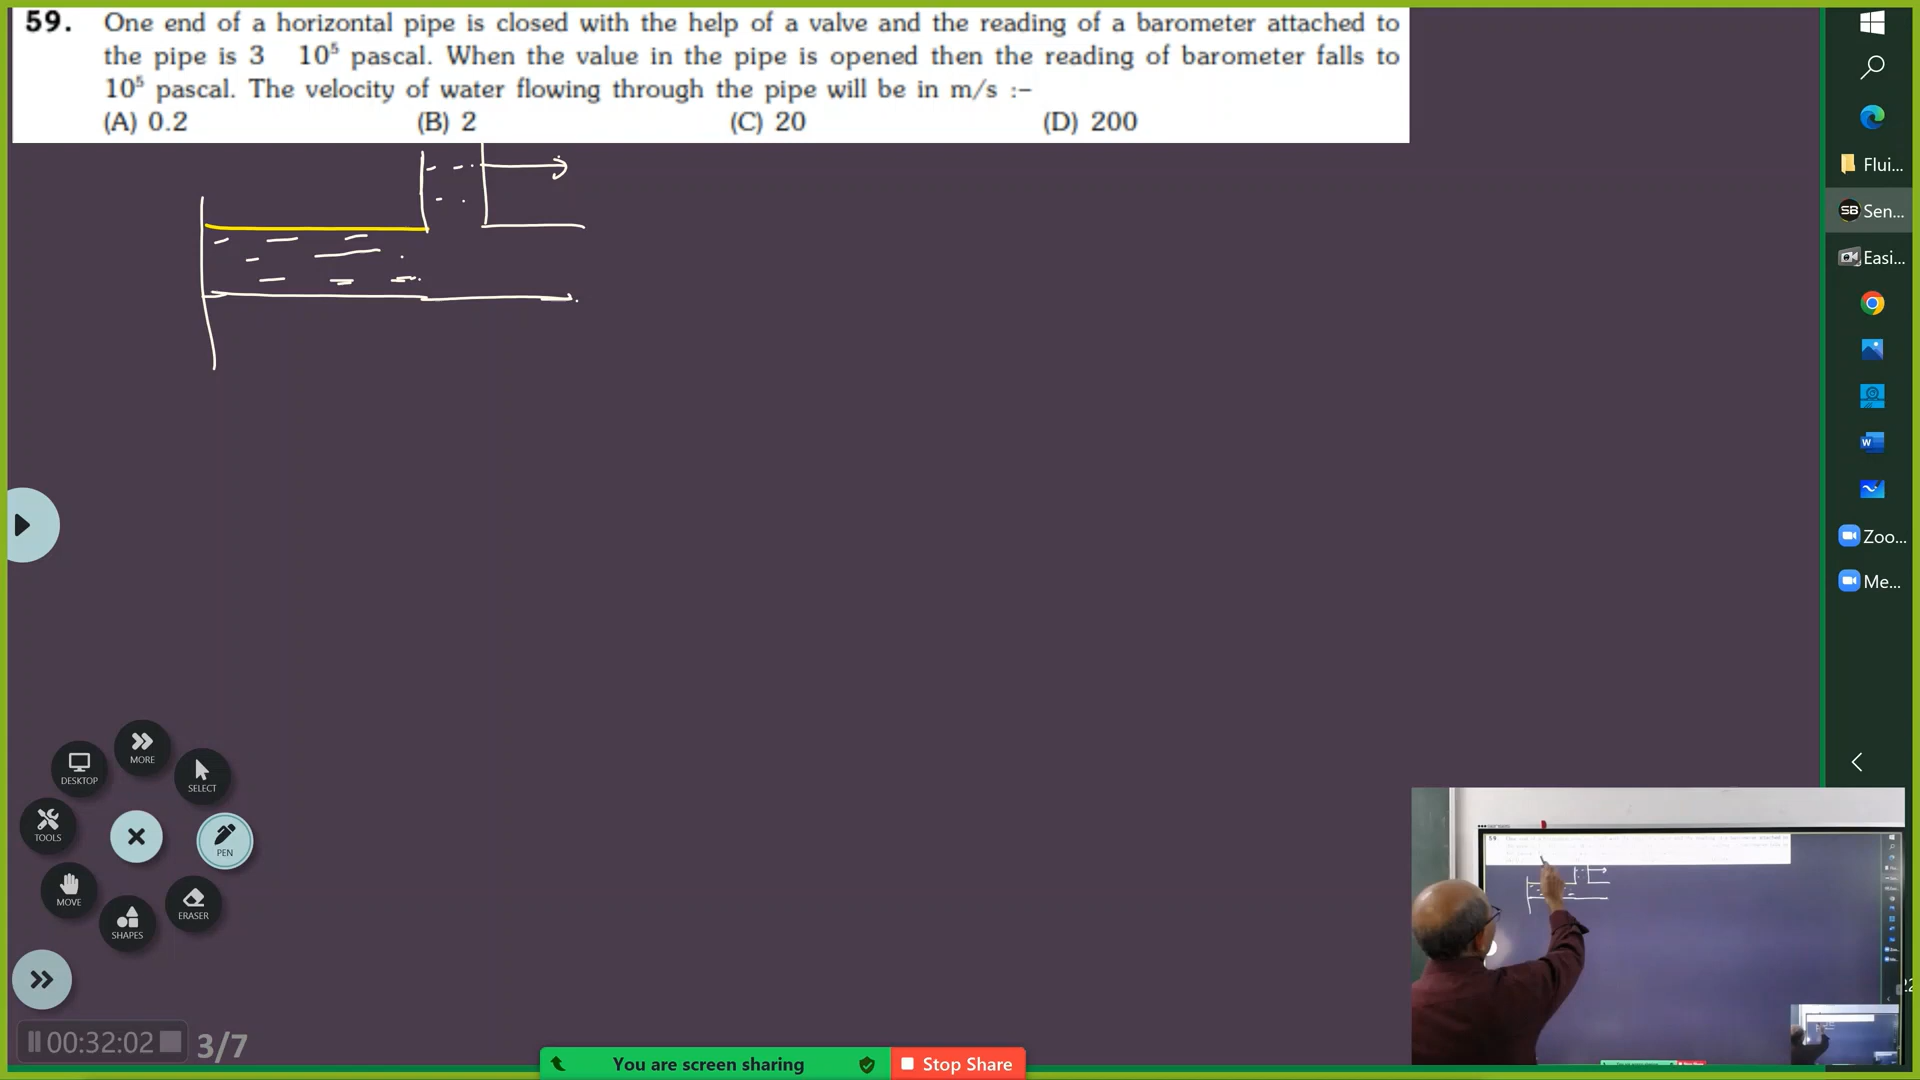 59. One end of a horizontal pipe is closed with the help of a valve and the reading of a barometer attached to
the pipe is 3   10⁵ pascal. When the value in the pipe is opened then the reading of barometer falls to
10⁵ pascal. The velocity of water flowing through the pipe will be in m/s :–
(A) 0.2 (B) 2 (C) 20 (D) 200
Flui...
SB Sen...
Easi...
W
Zoo...
Me...
MORE
DESKTOP
SELECT
TOOLS
PEN
MOVE
ERASER
SHAPES
00:32:02 3/7
You are screen sharing Stop Share